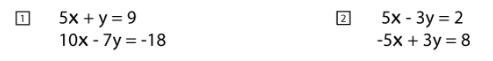 1 5x + y = 9
10x - 7y = -18
2 5x - 3y = 2
-5x + 3y = 8